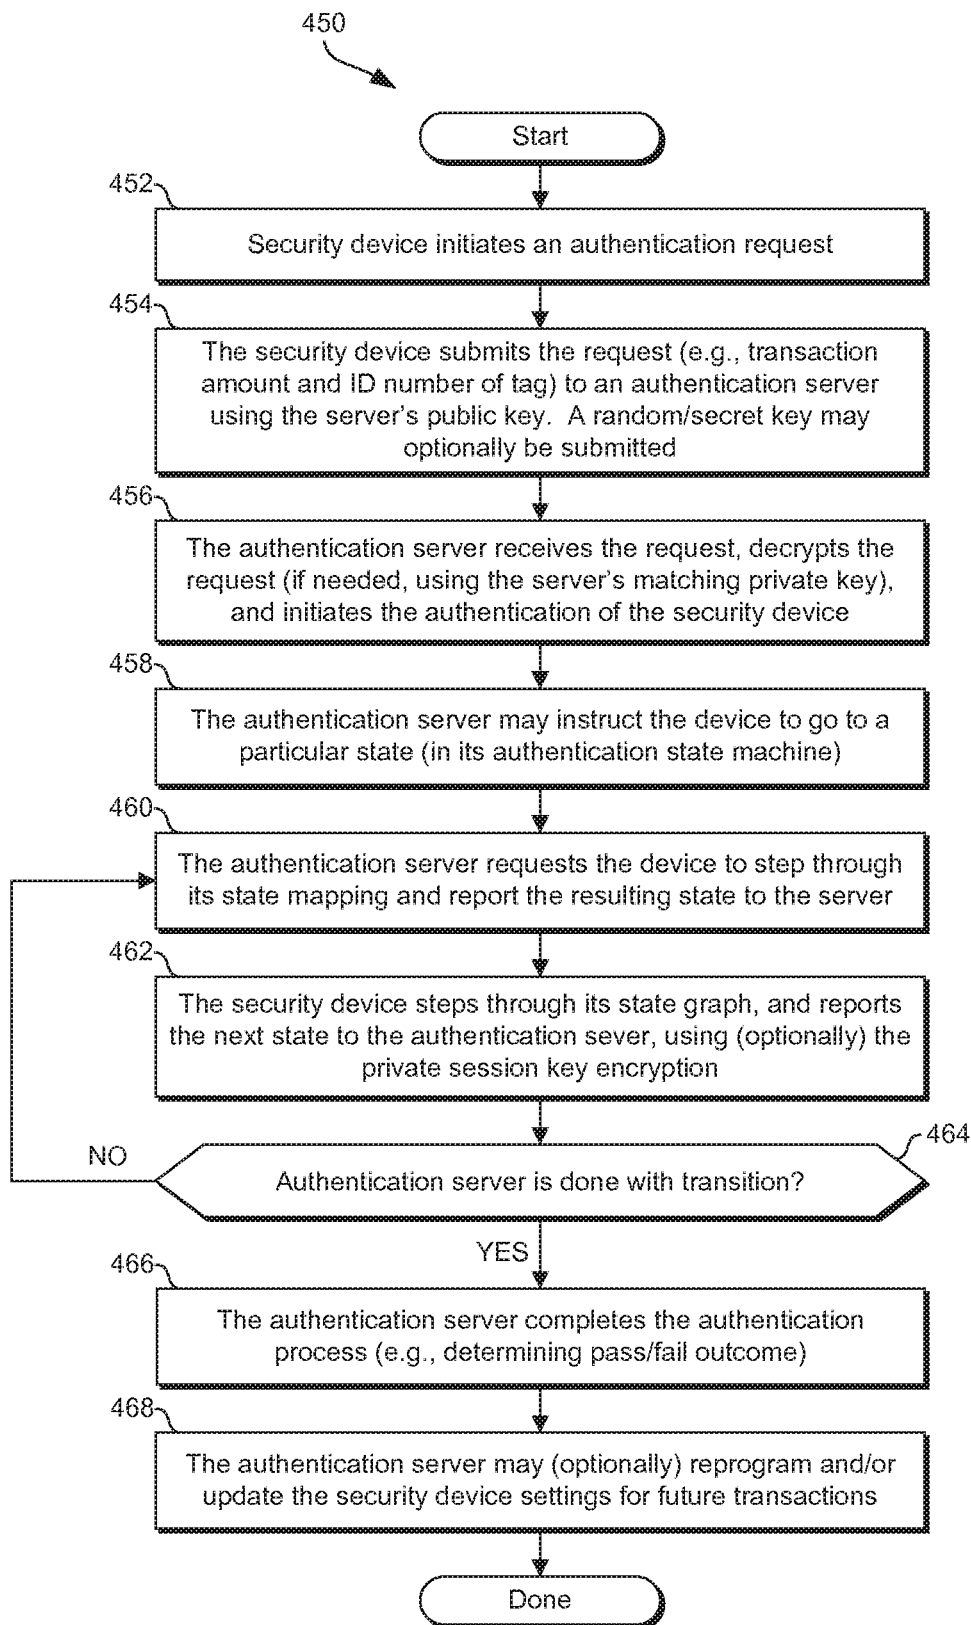 450
Start
452
Security device initiates an authentication request
454
The security device submits the request (e.g., transaction
amount and ID number of tag) to an authentication server
using the server's public key.  A random/secret key may
optionally be submitted
456
The authentication server receives the request, decrypts the
request (if needed, using the server's matching private key),
and initiates the authentication of the security device
458
The authentication server may instruct the device to go to a
particular state (in its authentication state machine)
460
The authentication server requests the device to step through
its state mapping and report the resulting state to the server
462
The security device steps through its state graph, and reports
the next state to the authentication sever, using (optionally) the
private session key encryption
464
NO
Authentication server is done with transition?
YES
466
The authentication server completes the authentication
process (e.g., determining pass/fail outcome)
468
The authentication server may (optionally) reprogram and/or
update the security device settings for future transactions
Done